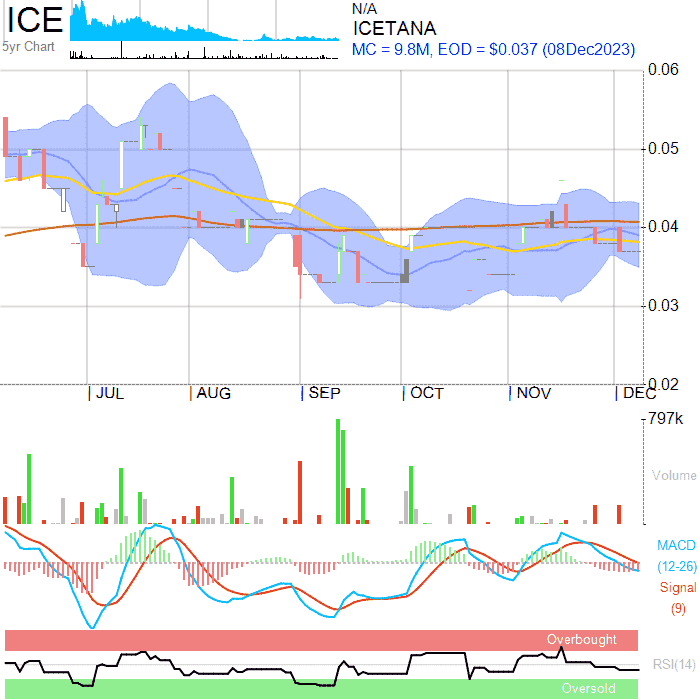 ICE
5yr Chart
N/A
ICETANA
MC = 9.8M, EOD = $0.037 (08Dec2023)
0.06
0.05
0.04
0.03
0.02
JUL AUG SEP OCT NOV DEC
797k
Volume
MACD
(12-26)
Signal
(9)
Overbought
RSI(14)
Oversold